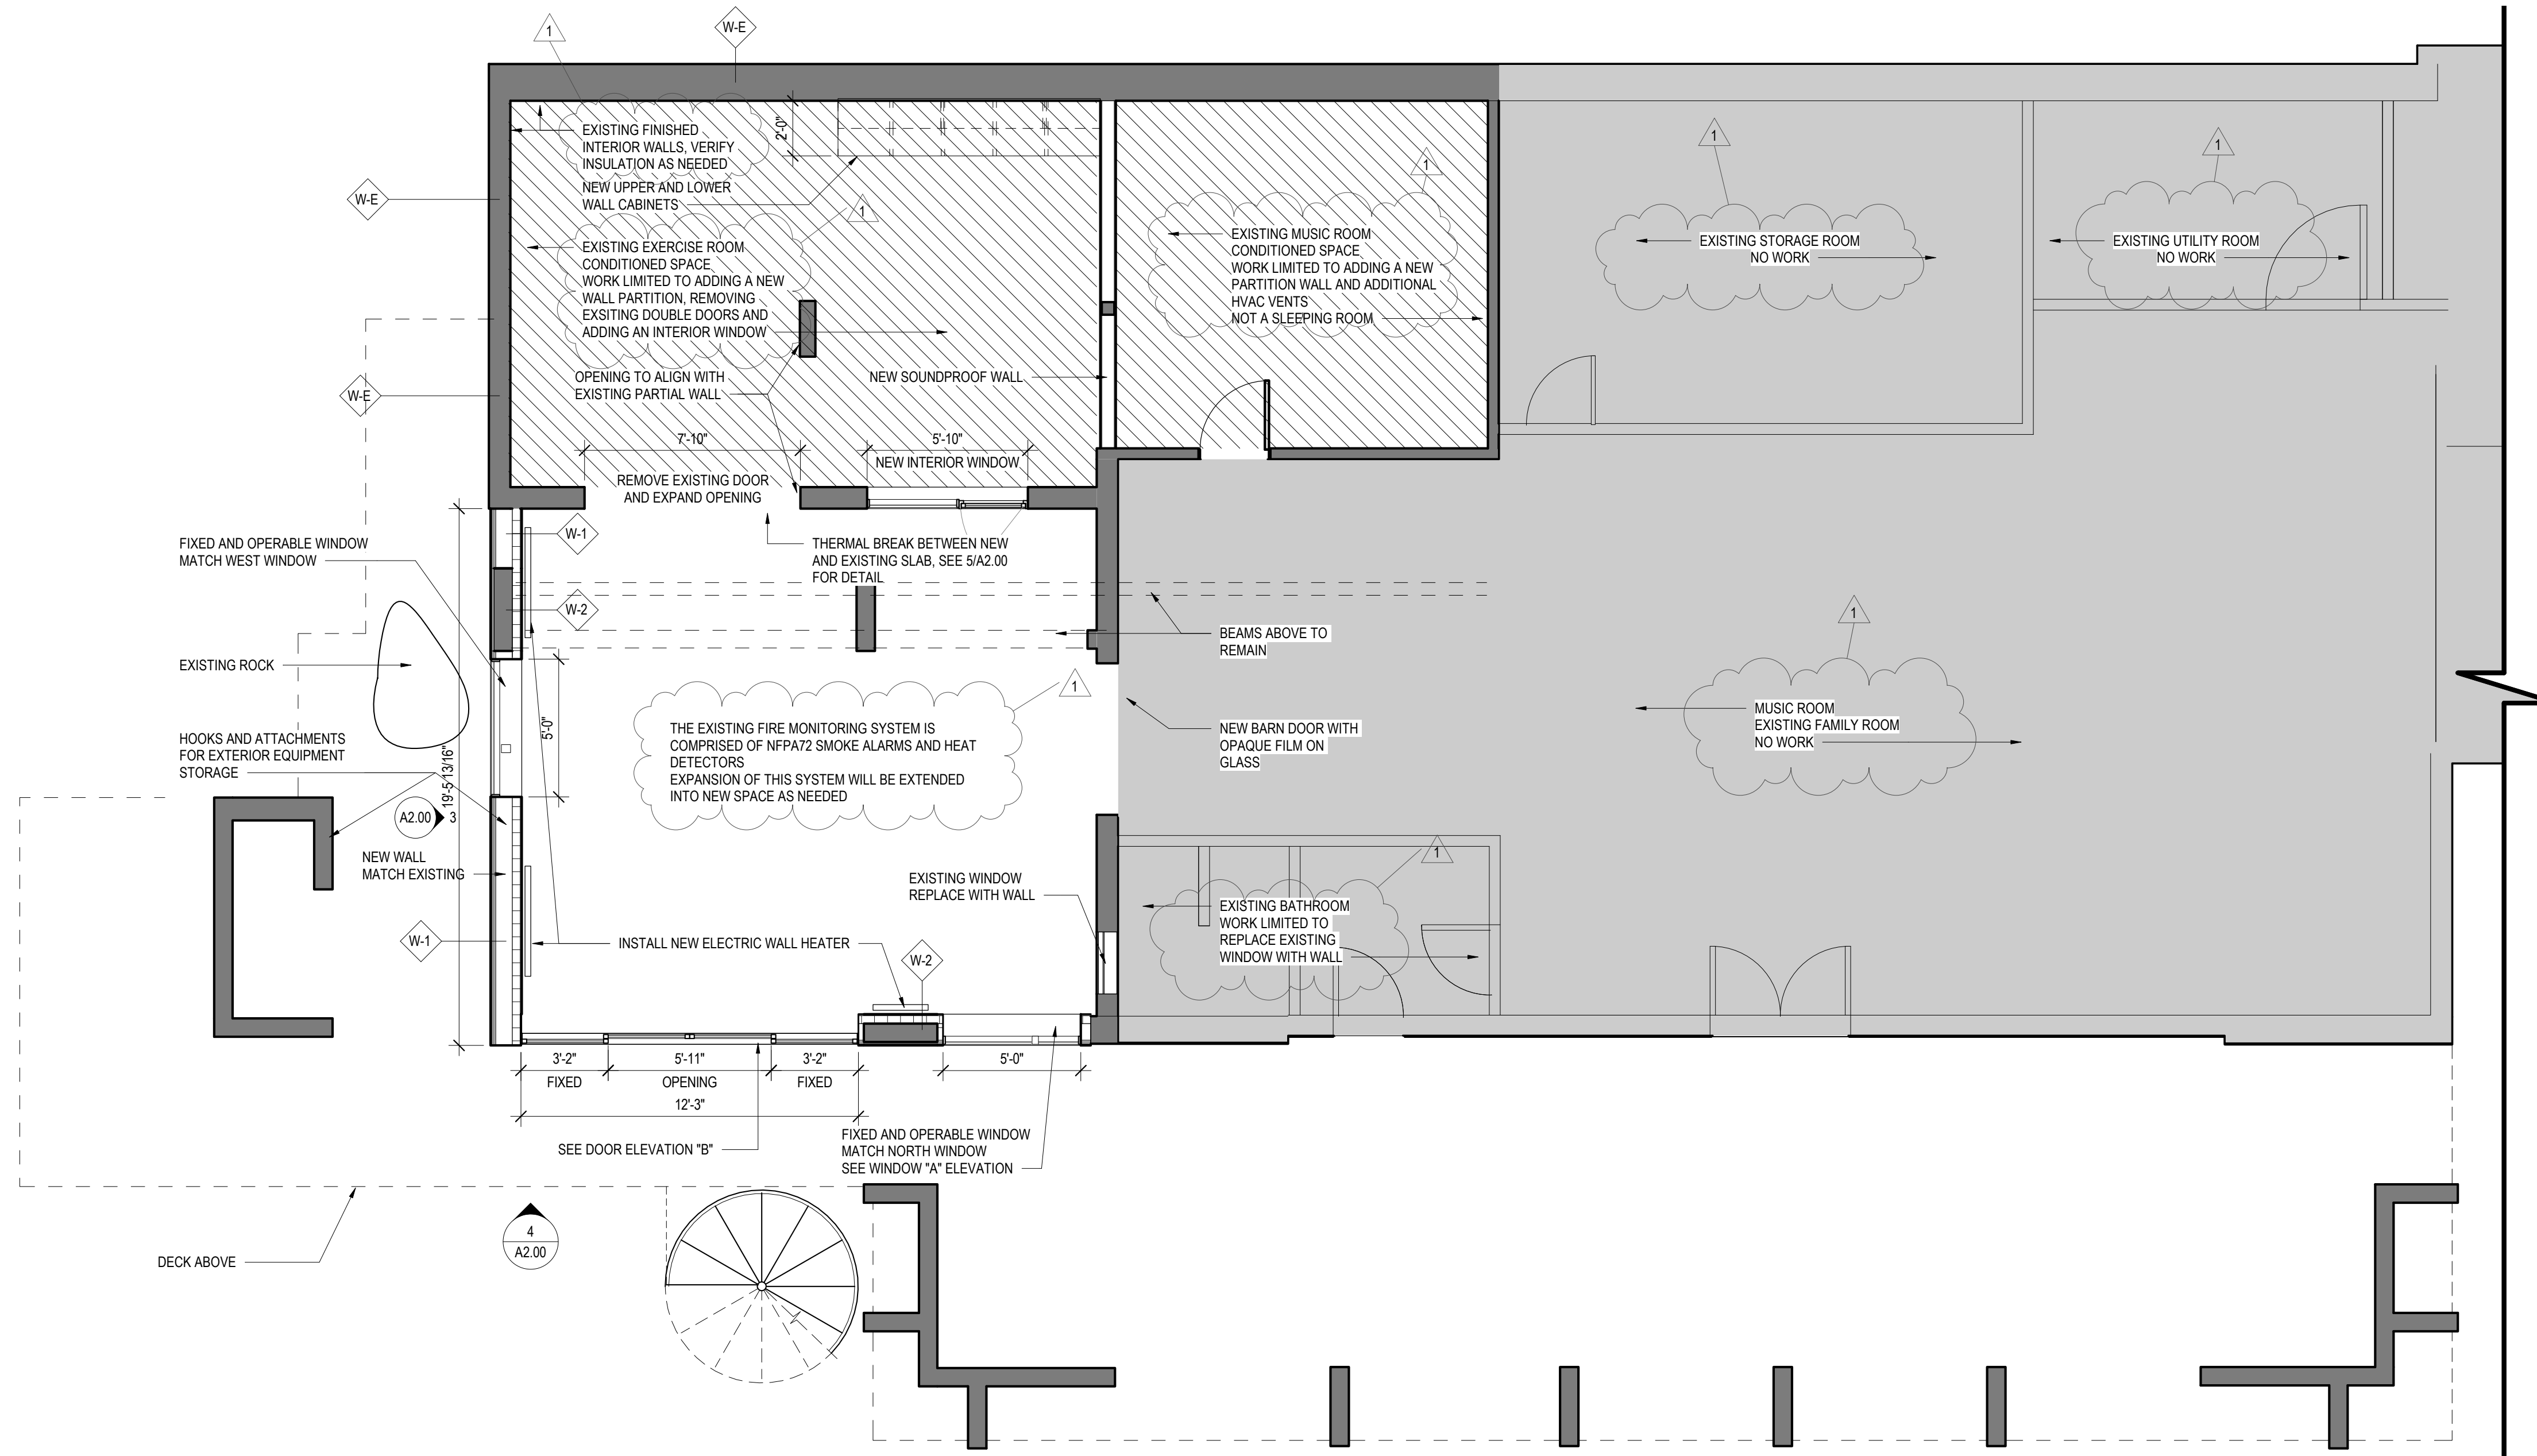 1
W-E
EXISTING FINISHED
INTERIOR WALLS, VERIFY
INSULATION AS NEEDED
2'-0"
NEW UPPER AND LOWER
WALL CABINETS
W-E
1
EXISTING EXERCISE ROOM
CONDITIONED SPACE
WORK LIMITED TO ADDING A NEW
WALL PARTITION, REMOVING
EXSITING DOUBLE DOORS AND
ADDING AN INTERIOR WINDOW
1
EXISTING MUSIC ROOM
CONDITIONED SPACE
WORK LIMITED TO ADDING A NEW
PARTITION WALL AND ADDITIONAL
HVAC VENTS
NOT A SLEEPING ROOM
1
EXISTING STORAGE ROOM
NO WORK
1
EXISTING UTILITY ROOM
NO WORK
W-E
OPENING TO ALIGN WITH
EXISTING PARTIAL WALL
NEW SOUNDPROOF WALL
7'-10"
5'-10"
NEW INTERIOR WINDOW
REMOVE EXISTING DOOR
AND EXPAND OPENING
FIXED AND OPERABLE WINDOW
MATCH WEST WINDOW
W-1
THERMAL BREAK BETWEEN NEW
AND EXISTING SLAB, SEE 5/A2.00
FOR DETAIL
W-2
EXISTING ROCK
BEAMS ABOVE TO
REMAIN
1
MUSIC ROOM
EXISTING FAMILY ROOM
NO WORK
HOOKS AND ATTACHMENTS
FOR EXTERIOR EQUIPMENT
STORAGE
19'-5 13/16"
5'-0"
1
THE EXISTING FIRE MONITORING SYSTEM IS
COMPRISED OF NFPA72 SMOKE ALARMS AND HEAT
DETECTORS
EXPANSION OF THIS SYSTEM WILL BE EXTENDED
INTO NEW SPACE AS NEEDED
NEW BARN DOOR WITH
OPAQUE FILM ON
GLASS
A2.00
3
NEW WALL
MATCH EXISTING
EXISTING WINDOW
REPLACE WITH WALL
1
EXISTING BATHROOM
WORK LIMITED TO
REPLACE EXISTING
WINDOW WITH WALL
W-1
INSTALL NEW ELECTRIC WALL HEATER
W-2
3'-2"
5'-11"
3'-2"
5'-0"
FIXED
OPENING
FIXED
12'-3"
SEE DOOR ELEVATION "B"
FIXED AND OPERABLE WINDOW
MATCH NORTH WINDOW
SEE WINDOW "A" ELEVATION
4
A2.00
DECK ABOVE